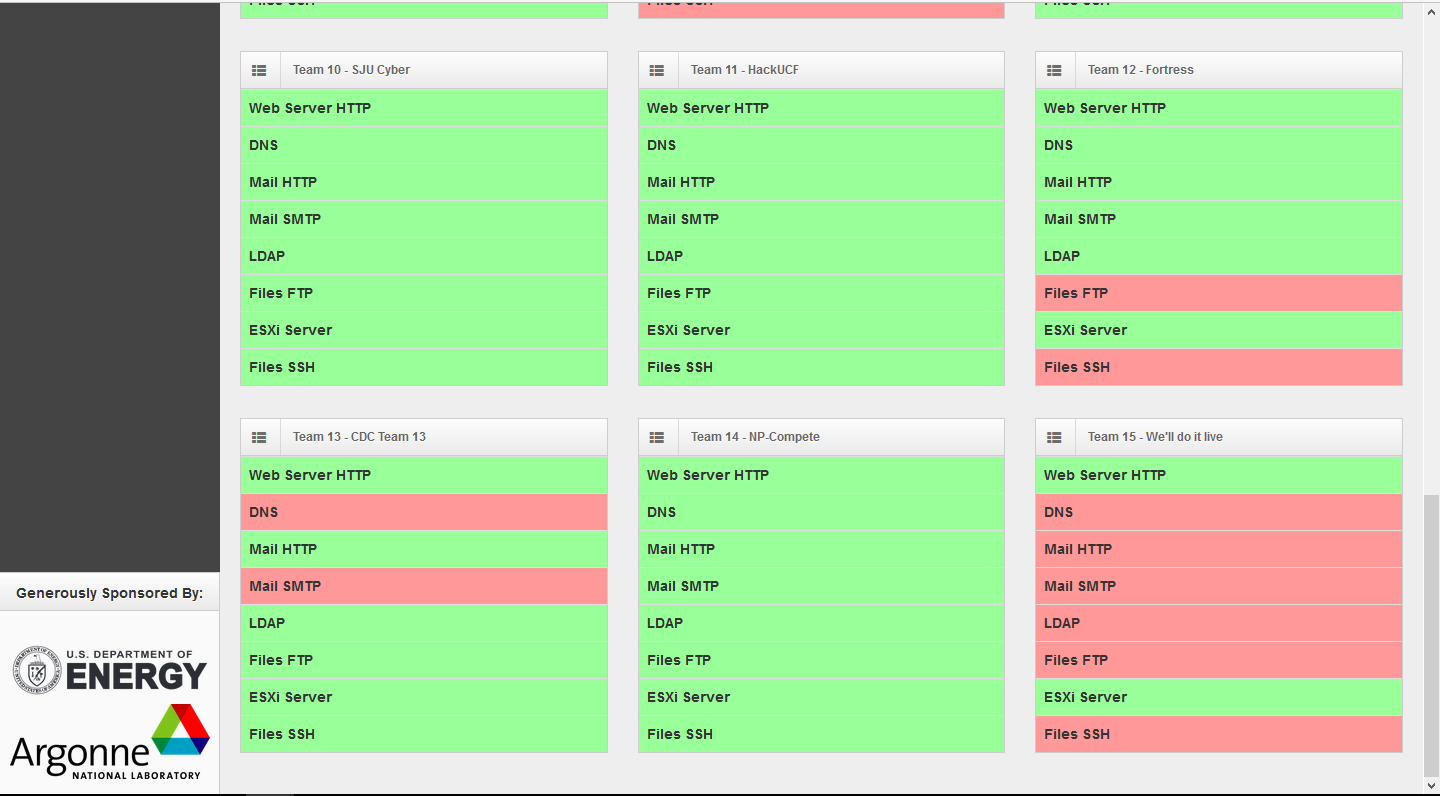 Files SSH
Files SSH
Files SSH
Team 10 - SJU Cyber
Web Server HTTP
DNS
Mail HTTP
Mail SMTP
LDAP
Files FTP
ESXi Server
Files SSH
Team 11 - HackUCF
Web Server HTTP
DNS
Mail HTTP
Mail SMTP
LDAP
Files FTP
ESXi Server
Files SSH
Team 12 - Fortress
Web Server HTTP
DNS
Mail HTTP
Mail SMTP
LDAP
Files FTP
ESXi Server
Files SSH
Team 13 - CDC Team 13
Web Server HTTP
DNS
Mail HTTP
Mail SMTP
LDAP
Files FTP
ESXi Server
Files SSH
Team 14 - NP-Compete
Web Server HTTP
DNS
Mail HTTP
Mail SMTP
LDAP
Files FTP
ESXi Server
Files SSH
Team 15 - We'll do it live
Web Server HTTP
DNS
Mail HTTP
Mail SMTP
LDAP
Files FTP
ESXi Server
Files SSH
Generously Sponsored By:
U.S. DEPARTMENT OF
ENERGY
Argonne
NATIONAL LABORATORY